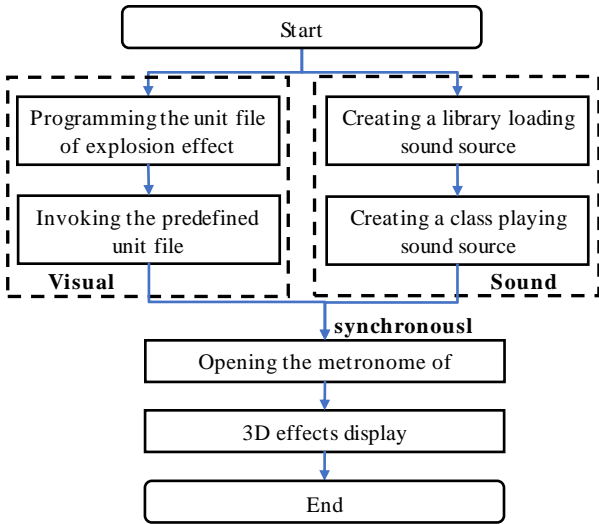 Start
Programming the unit file
of explosion effect
Invoking the predefined
unit file
Visual
Creating a library loading
sound source
Creating a class playing
sound source
Sound
synchronousl
Opening the metronome of
3D effects display
End